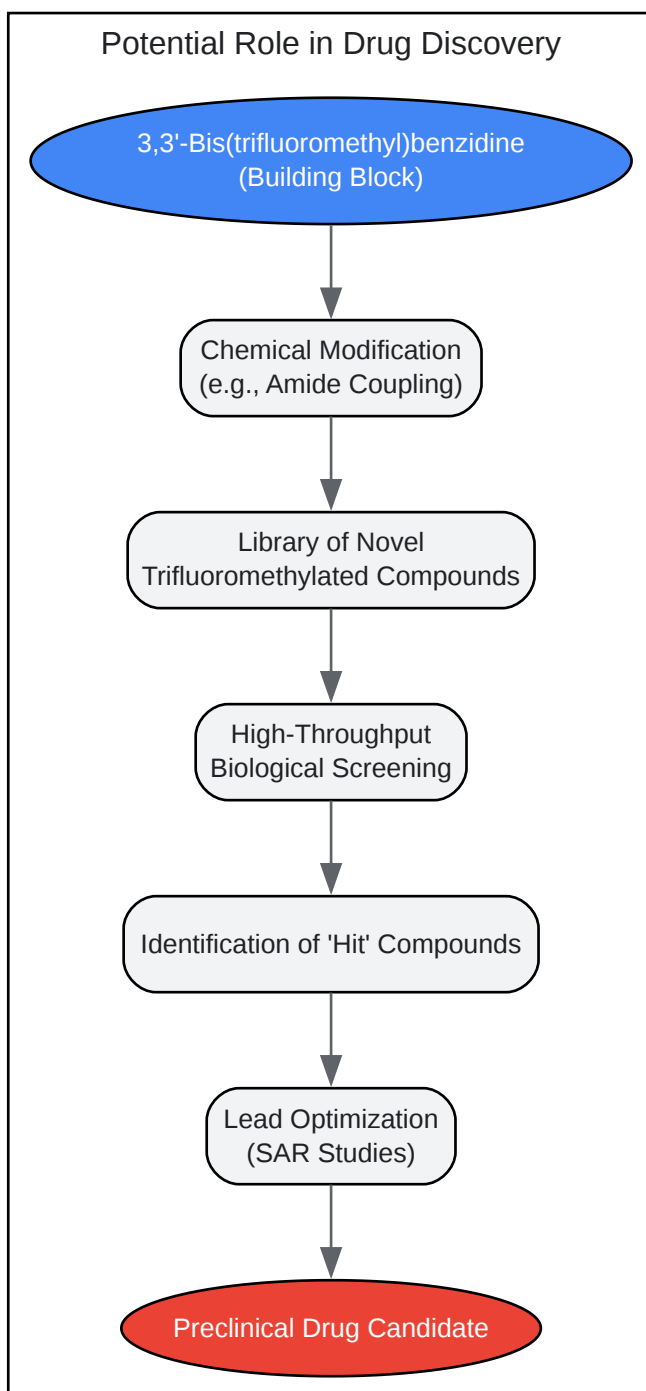 Potential Role in Drug Discovery
3,3'-Bis(trifluoromethyl)benzidine
(Building Block)
Chemical Modification
(e.g., Amide Coupling)
Library of Novel
Trifluoromethylated Compounds
High-Throughput
Biological Screening
Identification of 'Hit' Compounds
Lead Optimization
(SAR Studies)
Preclinical Drug Candidate